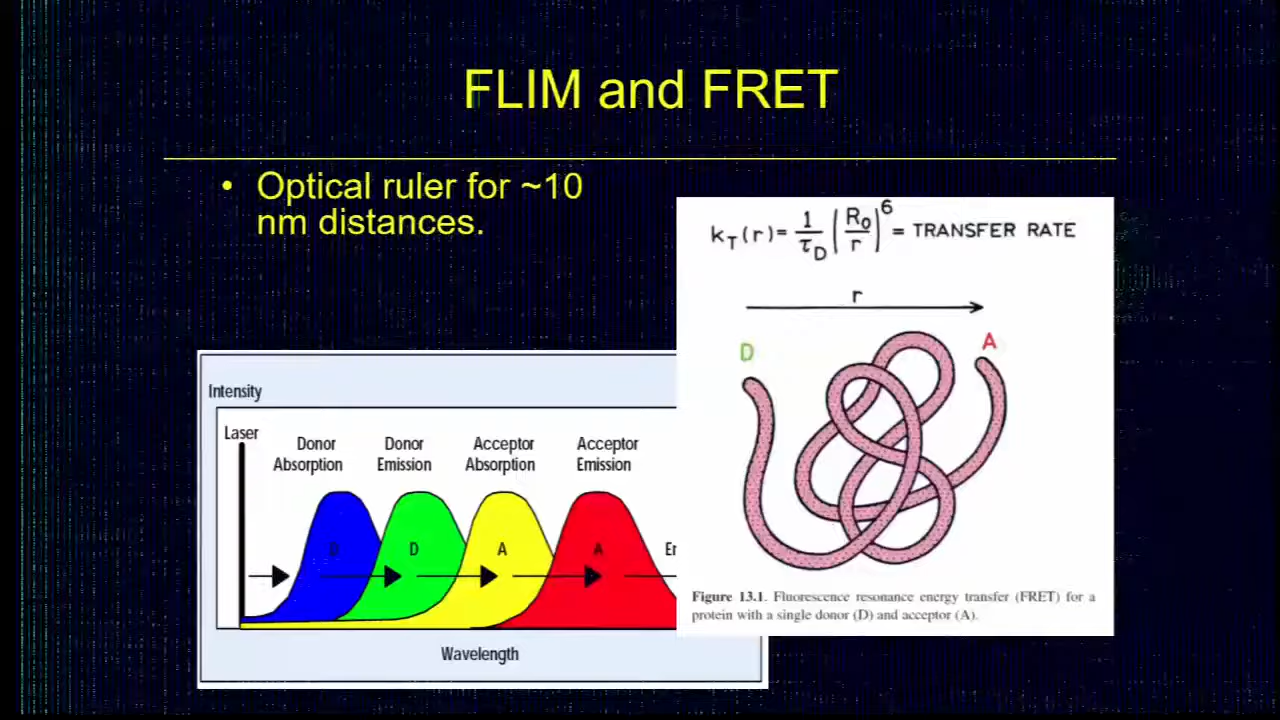 FLIM and FRET
• Optical ruler for ~10
nm distances.
k_T(r) = 1/τ_D |R_0/r|^6 = TRANSFER RATE
r
D
A
Figure 13.1. Fluorescence resonance energy transfer (FRET) for a
protein with a single donor (D) and acceptor (A).
Intensity
Laser
Donor Absorption
Donor Emission
Acceptor Absorption
Acceptor Emission
D
D
A
A
Wavelength